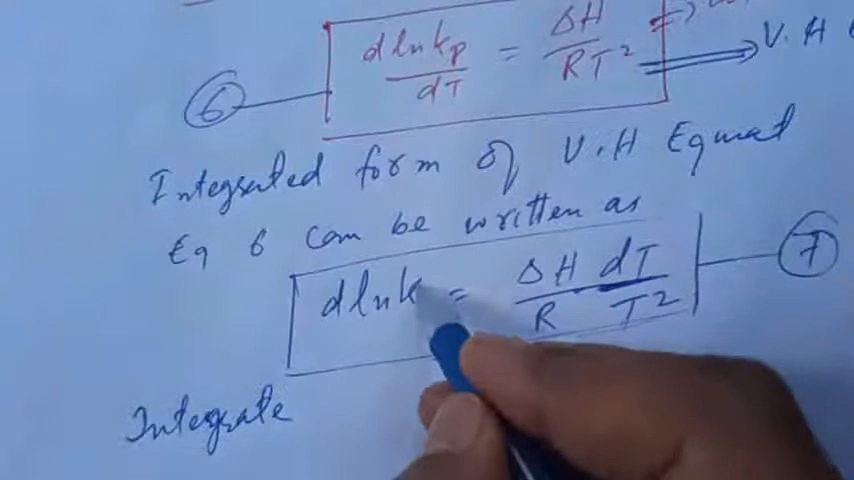 d ln kp / dT = ΔH / RT² ⇒ V.H
6
Integrated form of V.H Equat
Eq 6 can be written as
d ln k = ΔH / R dT / T² 7
Integrate